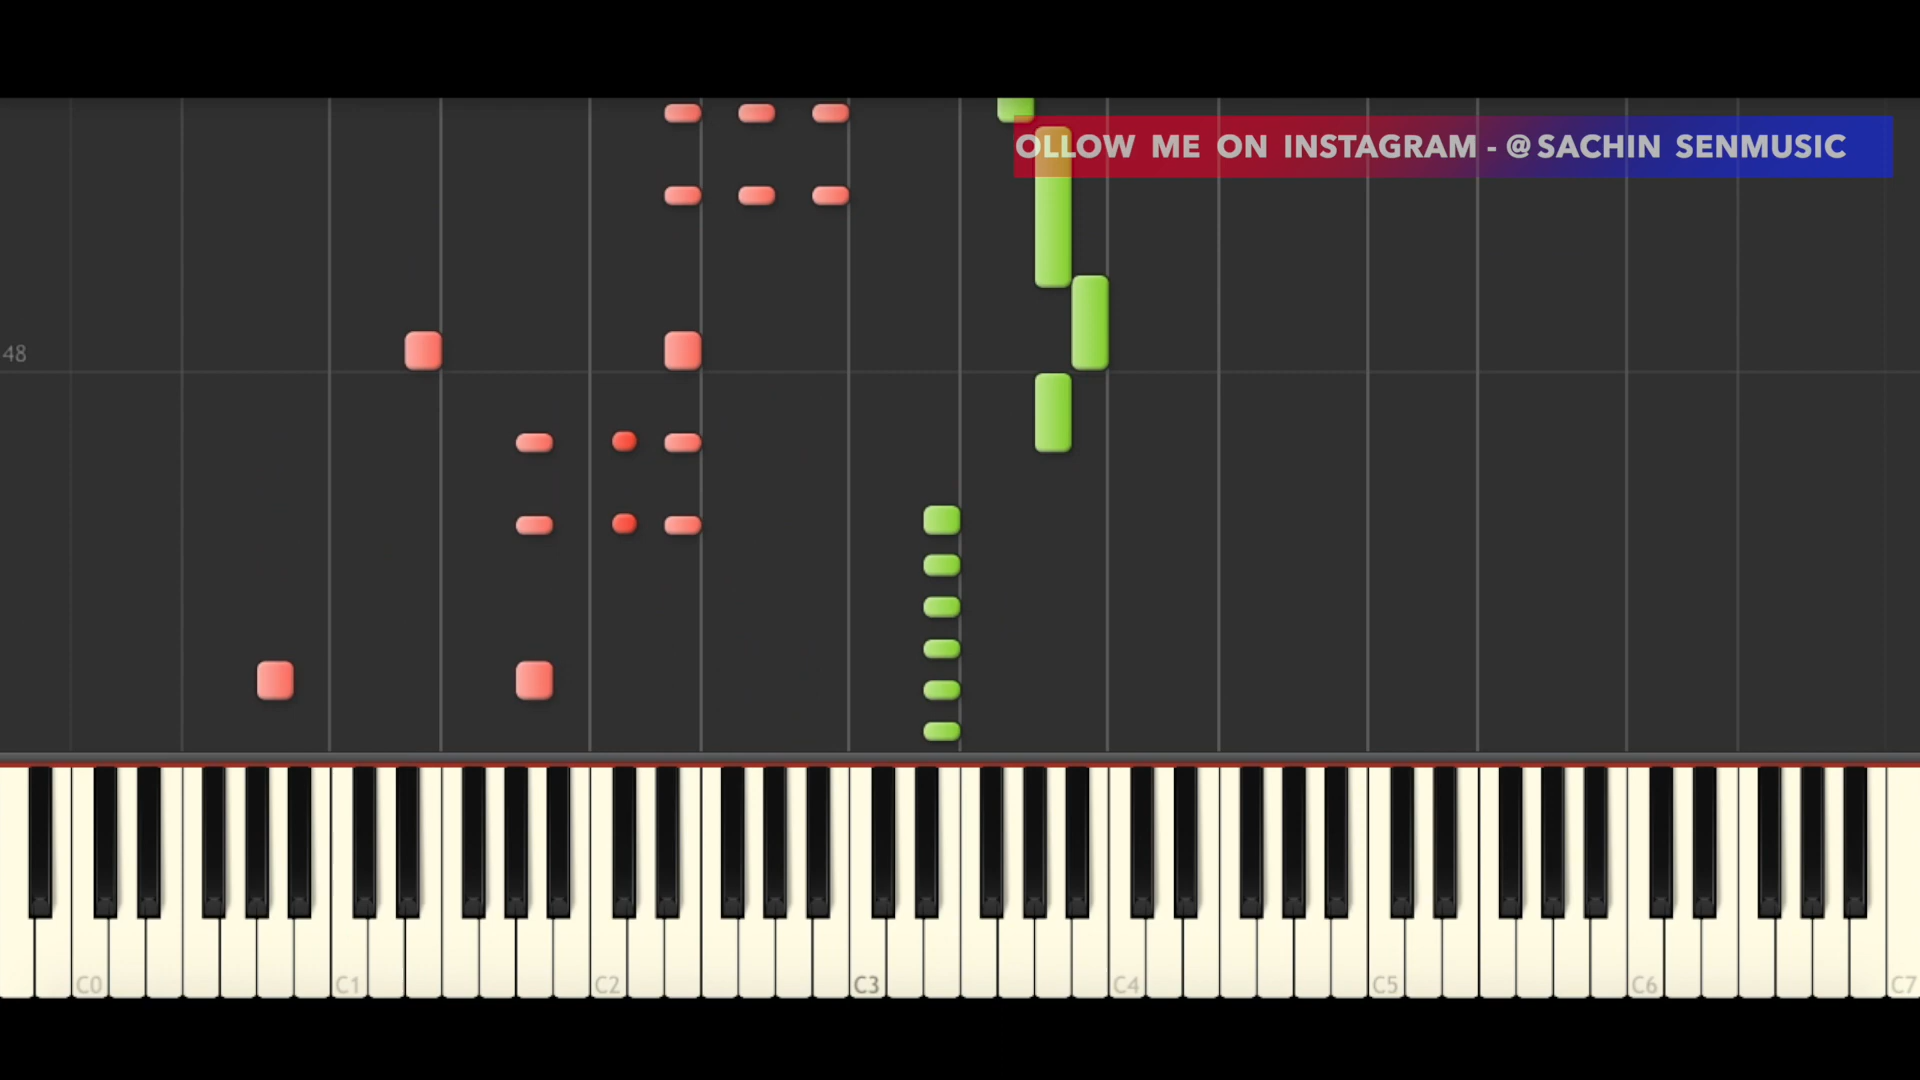 OLLOW ME ON INSTAGRAM - @SACHIN SENMUSIC
48
C0 C1 C2 C3 C4 C5 C6 C7